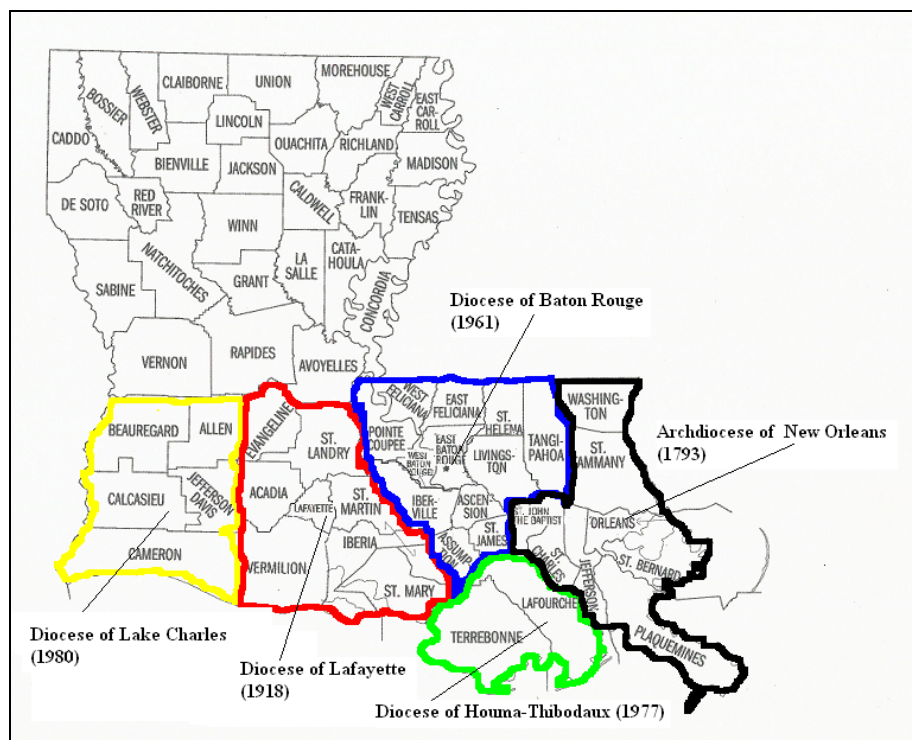 MOREHOUSE
CLAIBORNE
UNION
WEST
CARROLL
BOSSIER
WEBSTER
EAST
CAR-
ROLL
LINCOLN
CADDO
OUACHITA
RICHLAND
BIENVILLE
JACKSON
MADISON
DE SOTO
RED
RIVER
CALDWELL
FRANK-
LIN
TENSAS
WINN
NATCHITOCHES
LA
SALLE
CATA-
HOULA
CONCORDIA
SABINE
GRANT
Diocese of Baton Rouge
(1961)
VERNON
RAPIDES
AVOYELLES
WEST
FELICIANA
EAST
FELICIANA
ST.
HELENA
WASHING-
TON
BEAUREGARD
ALLEN
EVANGELINE
ST.
LANDRY
POINTE
COUPEE
WEST
BATON
ROUGE
EAST
BATON
ROUGE
LIVINGS-
TON
TANGI-
PAHOA
ST.
TAMMANY
Archdiocese of New Orleans
(1793)
CALCASIEU
JEFFERSON
DAVIS
ACADIA
LAFAYETTE
ST.
MARTIN
IBER-
VILLE
ASCEN-
SION
ST. JOHN
THE BAPTIST
ORLEANS
CAMERON
VERMILION
IBERIA
ST. MARY
ASSUMP-
TION
ST.
JAMES
ST.
CHARLES
JEFFERSON
ST. BERNARD
PLAQUEMINES
LAFOURCHE
TERREBONNE
Diocese of Lake Charles
(1980)
Diocese of Lafayette
(1918)
Diocese of Houma-Thibodaux (1977)